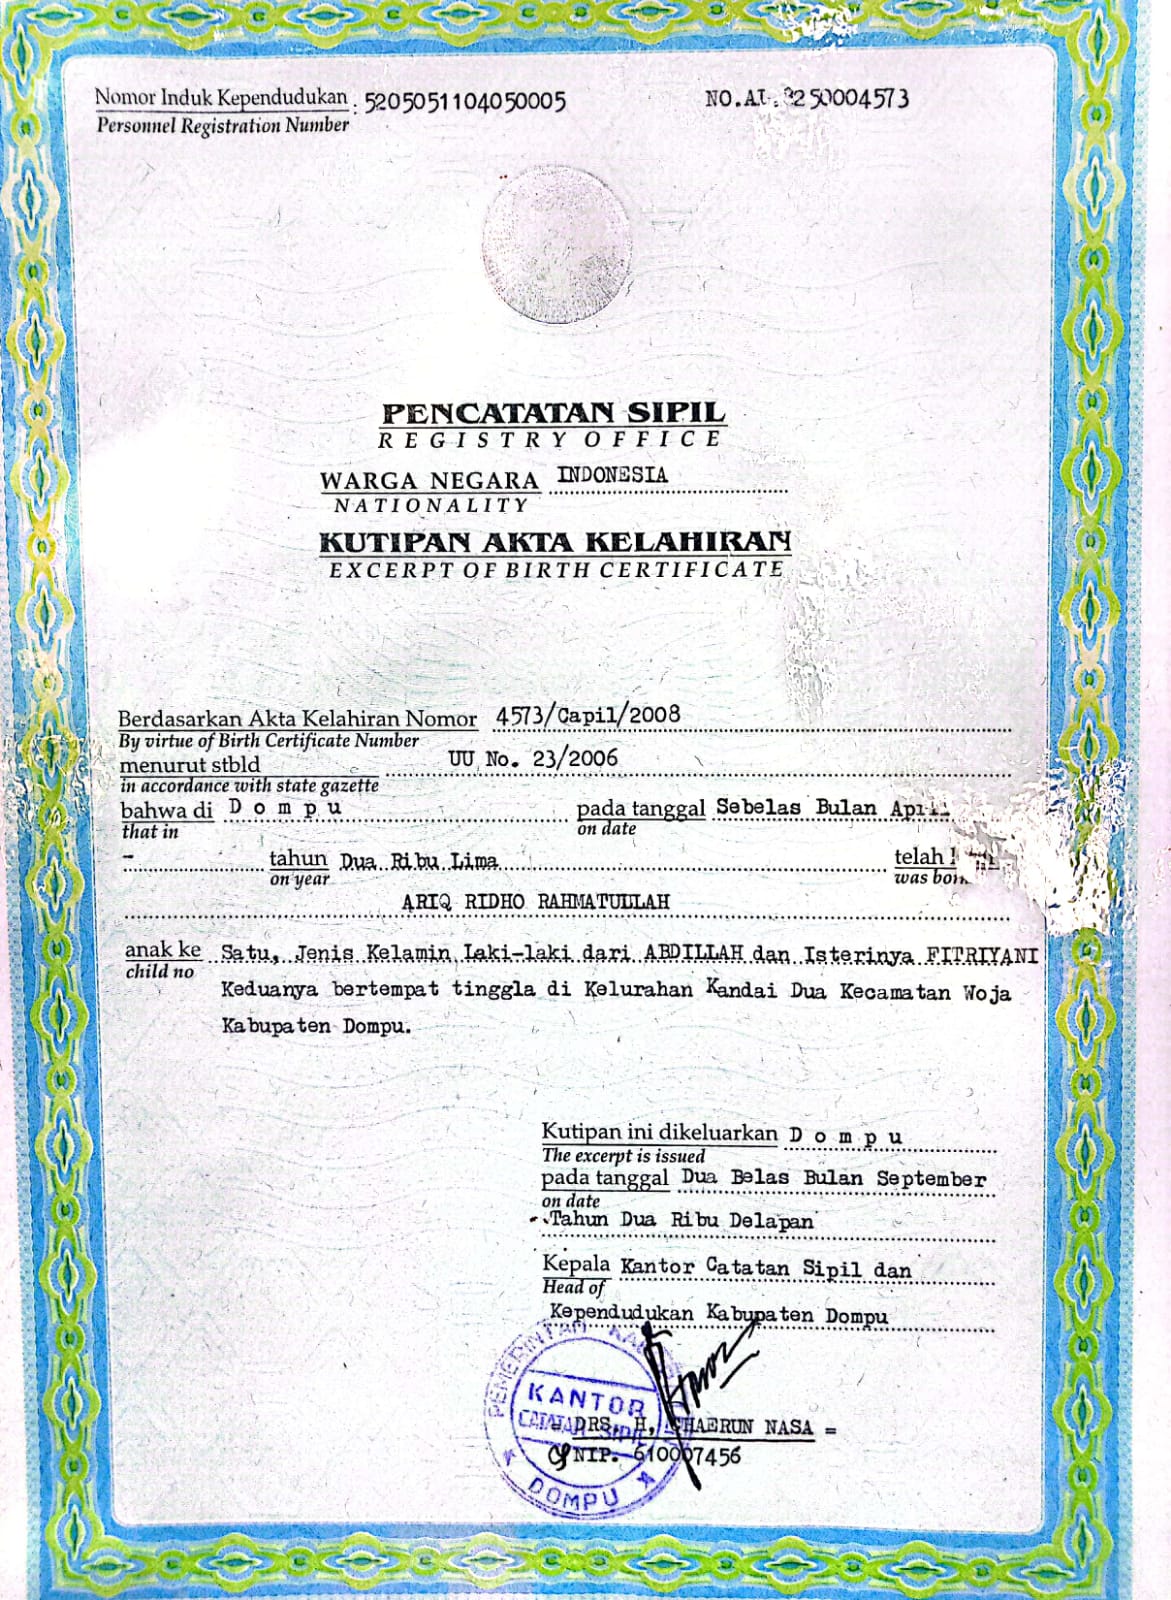 Nomor Induk Kependudukan : 5205051104050005
Personnel Registration Number
250004573
PENCATATAN SIPIL
REGISTRY OFFICE
WARGA NEGARA INDONESIA
NATIONALITY
KUTIPAN AKTA KELAHIRAN
EXCERPT OF BIRTH CERTIFICATE
Berdasarkan Akta Kelahiran Nomor 4573/Capil/2008
By virtue of Birth Certificate Number
menurut stbld UU No. 23/2006
in accordance with state gazette
bahwa di D o m p u pada tanggal Sebelas Bulan
that in on date
- tahun Dua Ribu Lima telah
on year was
ARIQ RIDHO RAHMATULLAH
anak ke Satu, Jenis Kelamin Laki-laki dari ABDILLAH dan Isterinya FITRIYANI
child no
Keduanya bertempat tinggla di Kelurahan Kandai Dua Kecamatan Woja
Kabupaten Dompu.
Kutipan ini dikeluarkan D o m p u
The excerpt is issued
pada tanggal Dua Belas Bulan September
on date
Tahun Dua Ribu Delapan
Kepala Kantor Catatan Sipil dan
Head of
Kependudukan Kabupaten Dompu
PEMERINTAH
KANTOR
CATATAN SIPIL
DRS. H, CHAERUN NASA =
NIP. 610007456
DOMPU